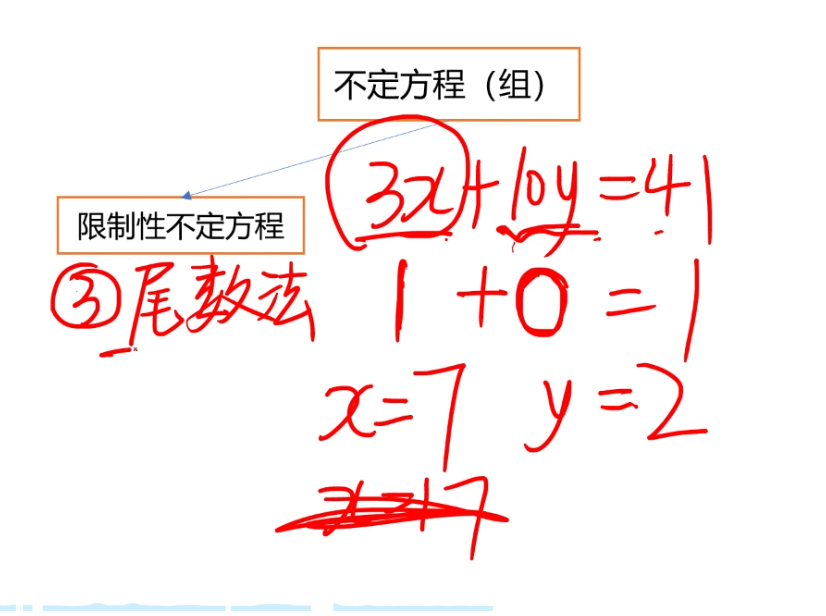 不定方程（组）
3x+10y=41
限制性不定方程
③尾数法
1+0=1
x=7 y=2
x=17